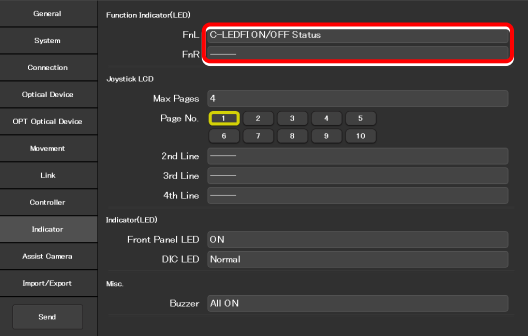 General
System
Connection
Optical Device
OPT Optical Device
Movement
Link
Controller
Indicator
Assist Camera
Import/Export
Send
Function Indicator(LED)
FnL C-LEDFI ON/OFF Status
FnR -----
Joystick LCD
Max Pages 4
Page No. 1 2 3 4 5
6 7 8 9 10
2nd Line -----
3rd Line -----
4th Line -----
Indicator(LED)
Front Panel LED ON
DIC LED Normal
Misc.
Buzzer All ON